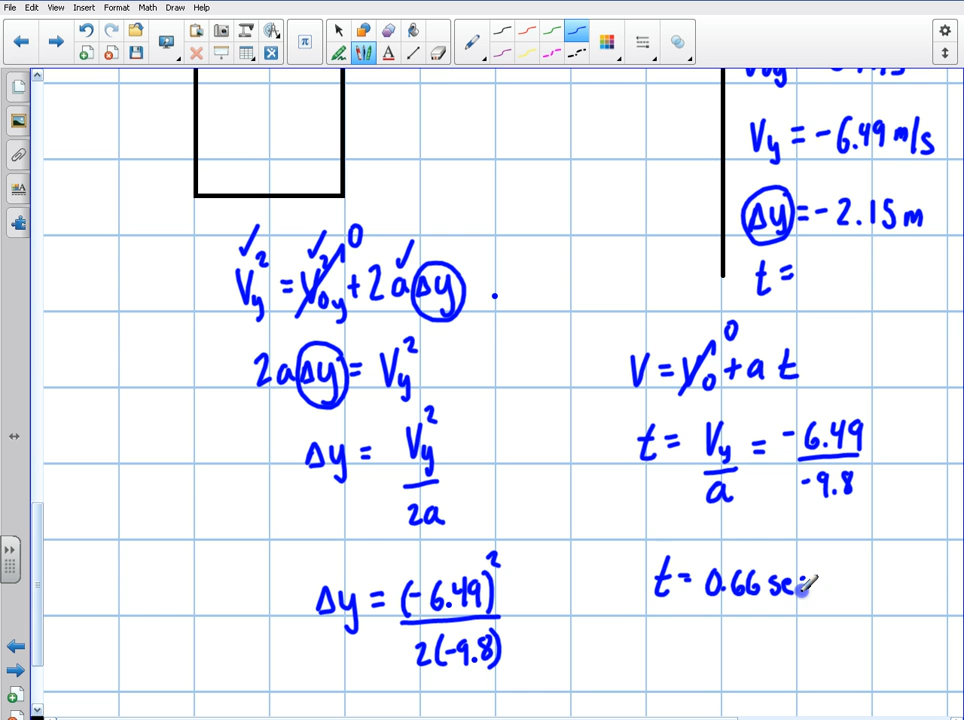 File Edit View Insert Format Math Draw Help
π
A
Vy = -6.49 m/s
Δy = -2.15 m
t =
Vy² = V0y² 0 + 2aΔy
2aΔy = Vy²
Δy = Vy²/2a
Δy = (-6.49)²/2(-9.8)
V = V0 0 + at
t = Vy/a = -6.49/-9.8
t = 0.66 sec